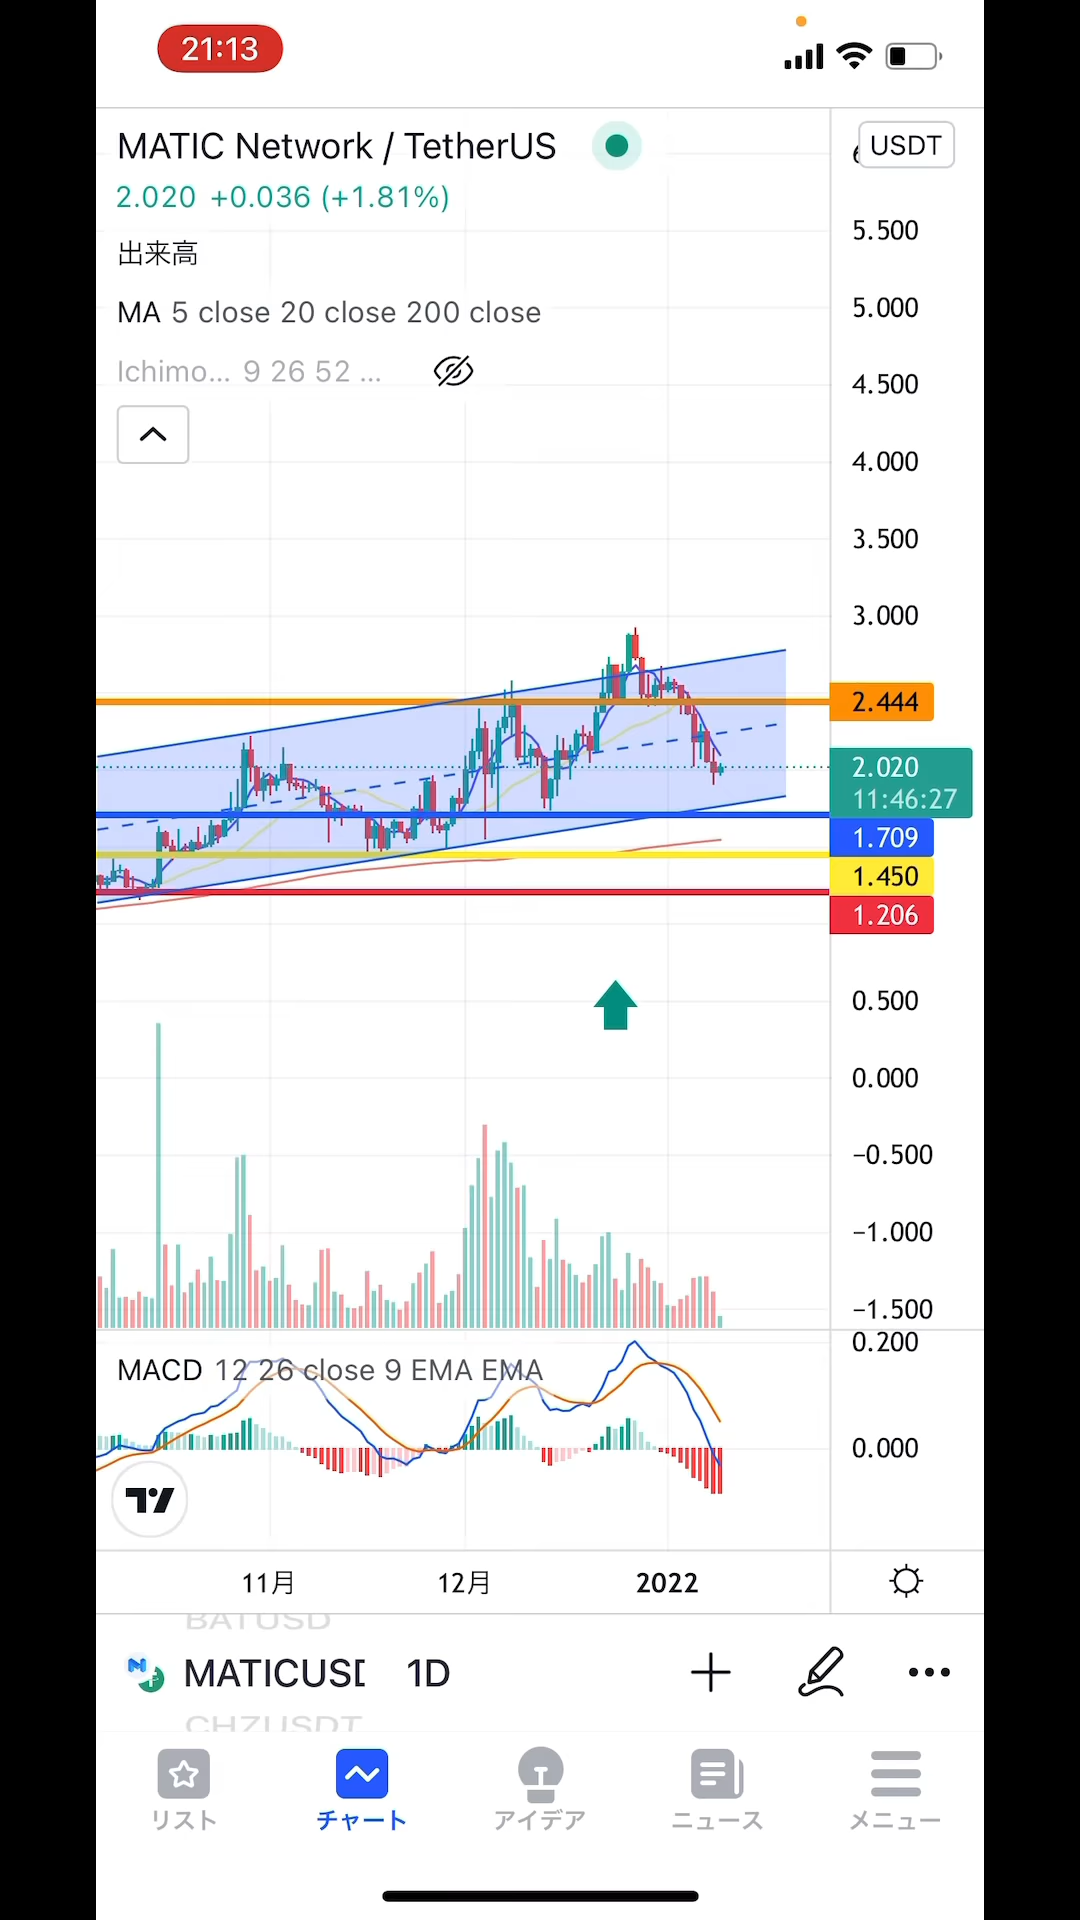 21:13
MATIC Network / TetherUS
USDT
2.020 +0.036 (+1.81%)
出来高
MA 5 close 20 close 200 close
Ichimo... 9 26 52 ...
5.500
5.000
4.500
4.000
3.500
3.000
2.444
2.020
11:46:27
1.709
1.450
1.206
0.500
0.000
−0.500
−1.000
−1.500
0.200
MACD 12 26 close 9 EMA EMA
0.000
11月 12月 2022
BATUSD
MATICUSD 1D
CHZUSDT
リスト チャート アイデア ニュース メニュー